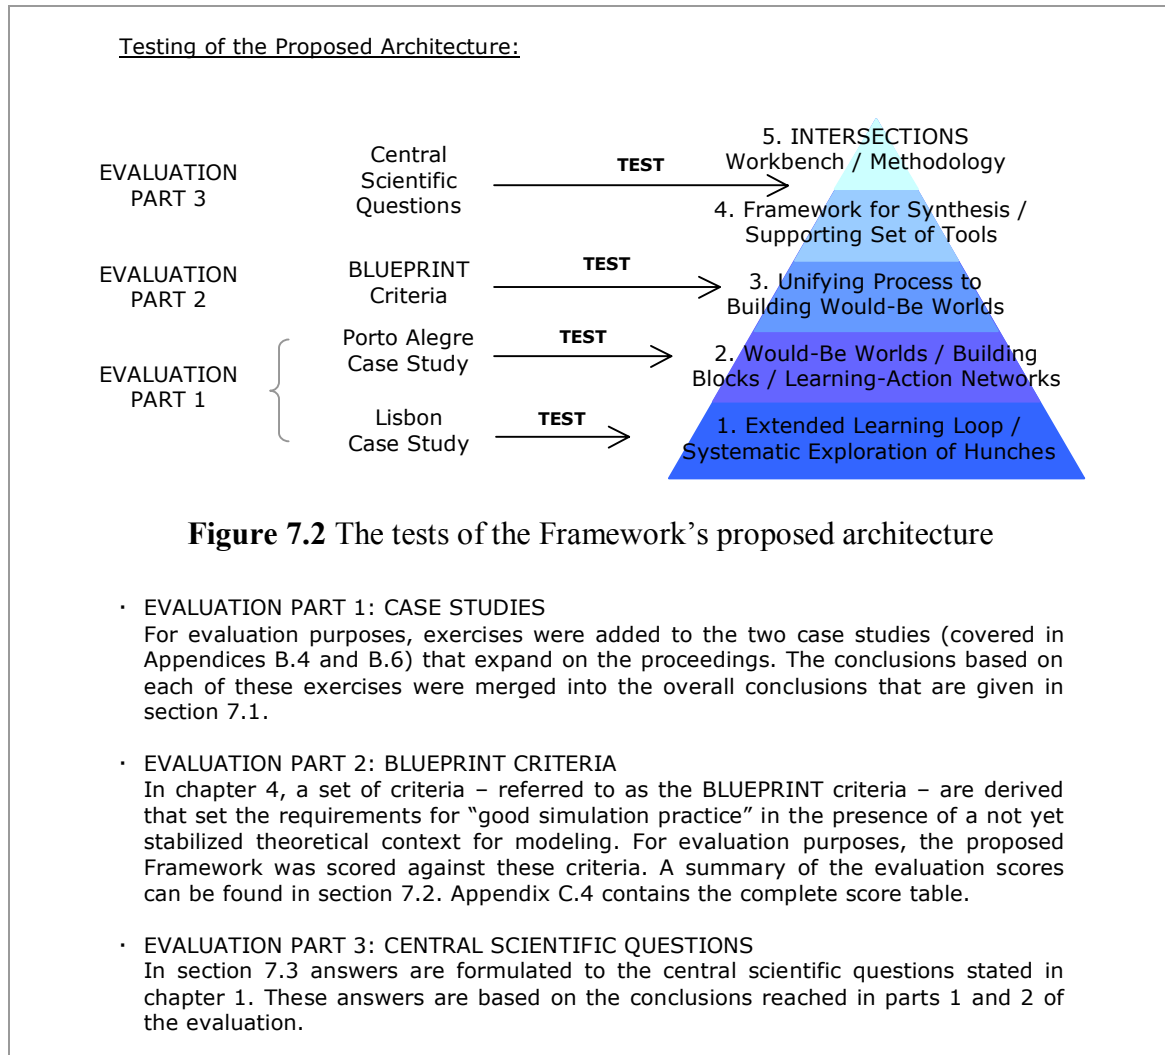 Testing of the Proposed Architecture:
EVALUATION
PART 3
Central
Scientific
Questions
TEST
5. INTERSECTIONS
Workbench / Methodology
4. Framework for Synthesis /
Supporting Set of Tools
EVALUATION
PART 2
BLUEPRINT
Criteria
TEST
3. Unifying Process to
Building Would-Be Worlds
EVALUATION
PART 1
Porto Alegre
Case Study
TEST
2. Would-Be Worlds / Building
Blocks / Learning-Action Networks
Lisbon
Case Study
TEST
1. Extended Learning Loop /
Systematic Exploration of Hunches
Figure 7.2 The tests of the Framework’s proposed architecture
· EVALUATION PART 1: CASE STUDIES
For evaluation purposes, exercises were added to the two case studies (covered in
Appendices B.4 and B.6) that expand on the proceedings. The conclusions based on
each of these exercises were merged into the overall conclusions that are given in
section 7.1.
· EVALUATION PART 2: BLUEPRINT CRITERIA
In chapter 4, a set of criteria – referred to as the BLUEPRINT criteria – are derived
that set the requirements for “good simulation practice” in the presence of a not yet
stabilized theoretical context for modeling. For evaluation purposes, the proposed
Framework was scored against these criteria. A summary of the evaluation scores
can be found in section 7.2. Appendix C.4 contains the complete score table.
· EVALUATION PART 3: CENTRAL SCIENTIFIC QUESTIONS
In section 7.3 answers are formulated to the central scientific questions stated in
chapter 1. These answers are based on the conclusions reached in parts 1 and 2 of
the evaluation.